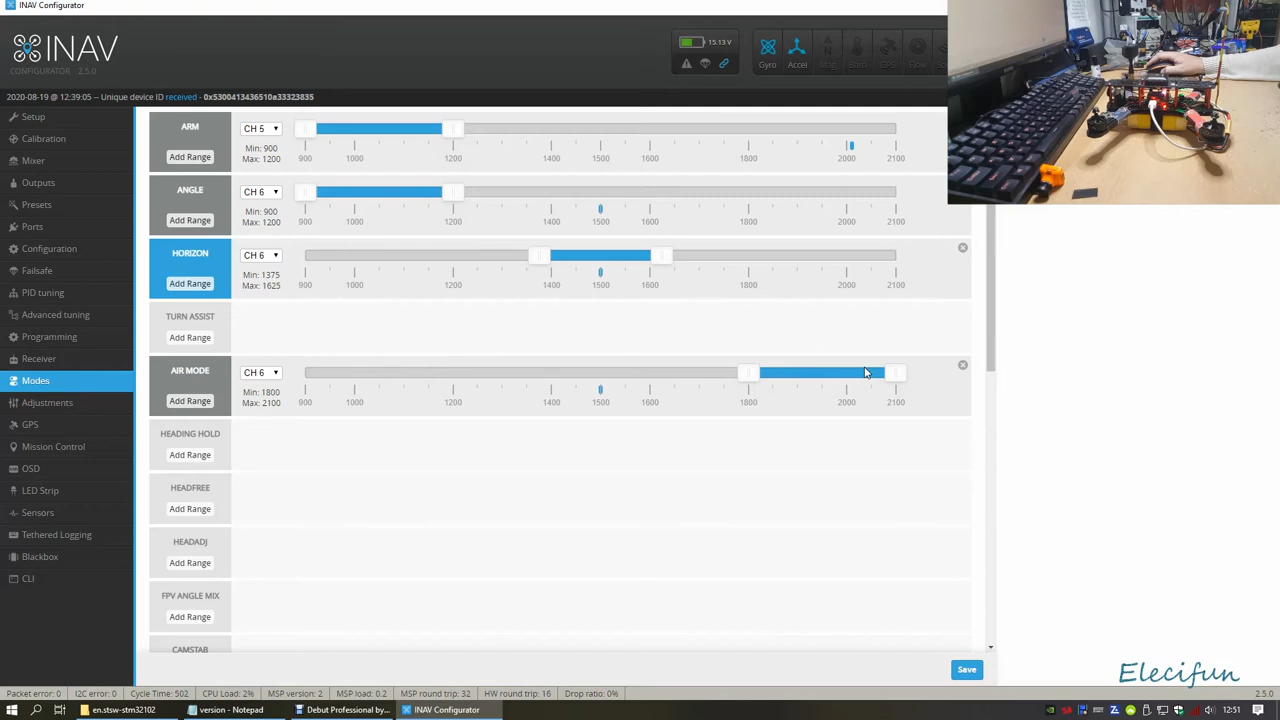 INAV Configurator
INAV
CONFIGURATOR 2.5.0
15.13 V
Gyro Accel Mag Baro GPS Flow
2020-08-19 @ 12:39:05 -- Unique device ID received - 0x5300413436510a33323835
Setup
Calibration
Mixer
Outputs
Presets
Ports
Configuration
Failsafe
PID tuning
Advanced tuning
Programming
Receiver
Modes
Adjustments
GPS
Mission Control
OSD
LED Strip
Sensors
Tethered Logging
Blackbox
CLI
ARM
Add Range
CH 5
Min: 900
Max: 1200
900 1000 1200 1400 1500 1600 1800 2000 2100
ANGLE
Add Range
CH 6
Min: 900
Max: 1200
900 1000 1200 1400 1500 1600 1800 2000 2100
HORIZON
Add Range
CH 6
Min: 1375
Max: 1625
900 1000 1200 1400 1500 1600 1800 2000 2100
TURN ASSIST
Add Range
AIR MODE
Add Range
CH 6
Min: 1800
Max: 2100
900 1000 1200 1400 1500 1600 1800 2000 2100
HEADING HOLD
Add Range
HEADFREE
Add Range
HEADADJ
Add Range
FPV ANGLE MIX
Add Range
CAMSTAB
Save
Elecifun
Packet error: 0 I2C error: 0 Cycle Time: 502 CPU Load: 2% MSP version: 2 MSP load: 0.2 MSP round trip: 32 HW round trip: 16 Drop ratio: 0% 2.5.0
en.stsw-stm32102 version - Notepad Debut Professional by... INAV Configurator 12:51